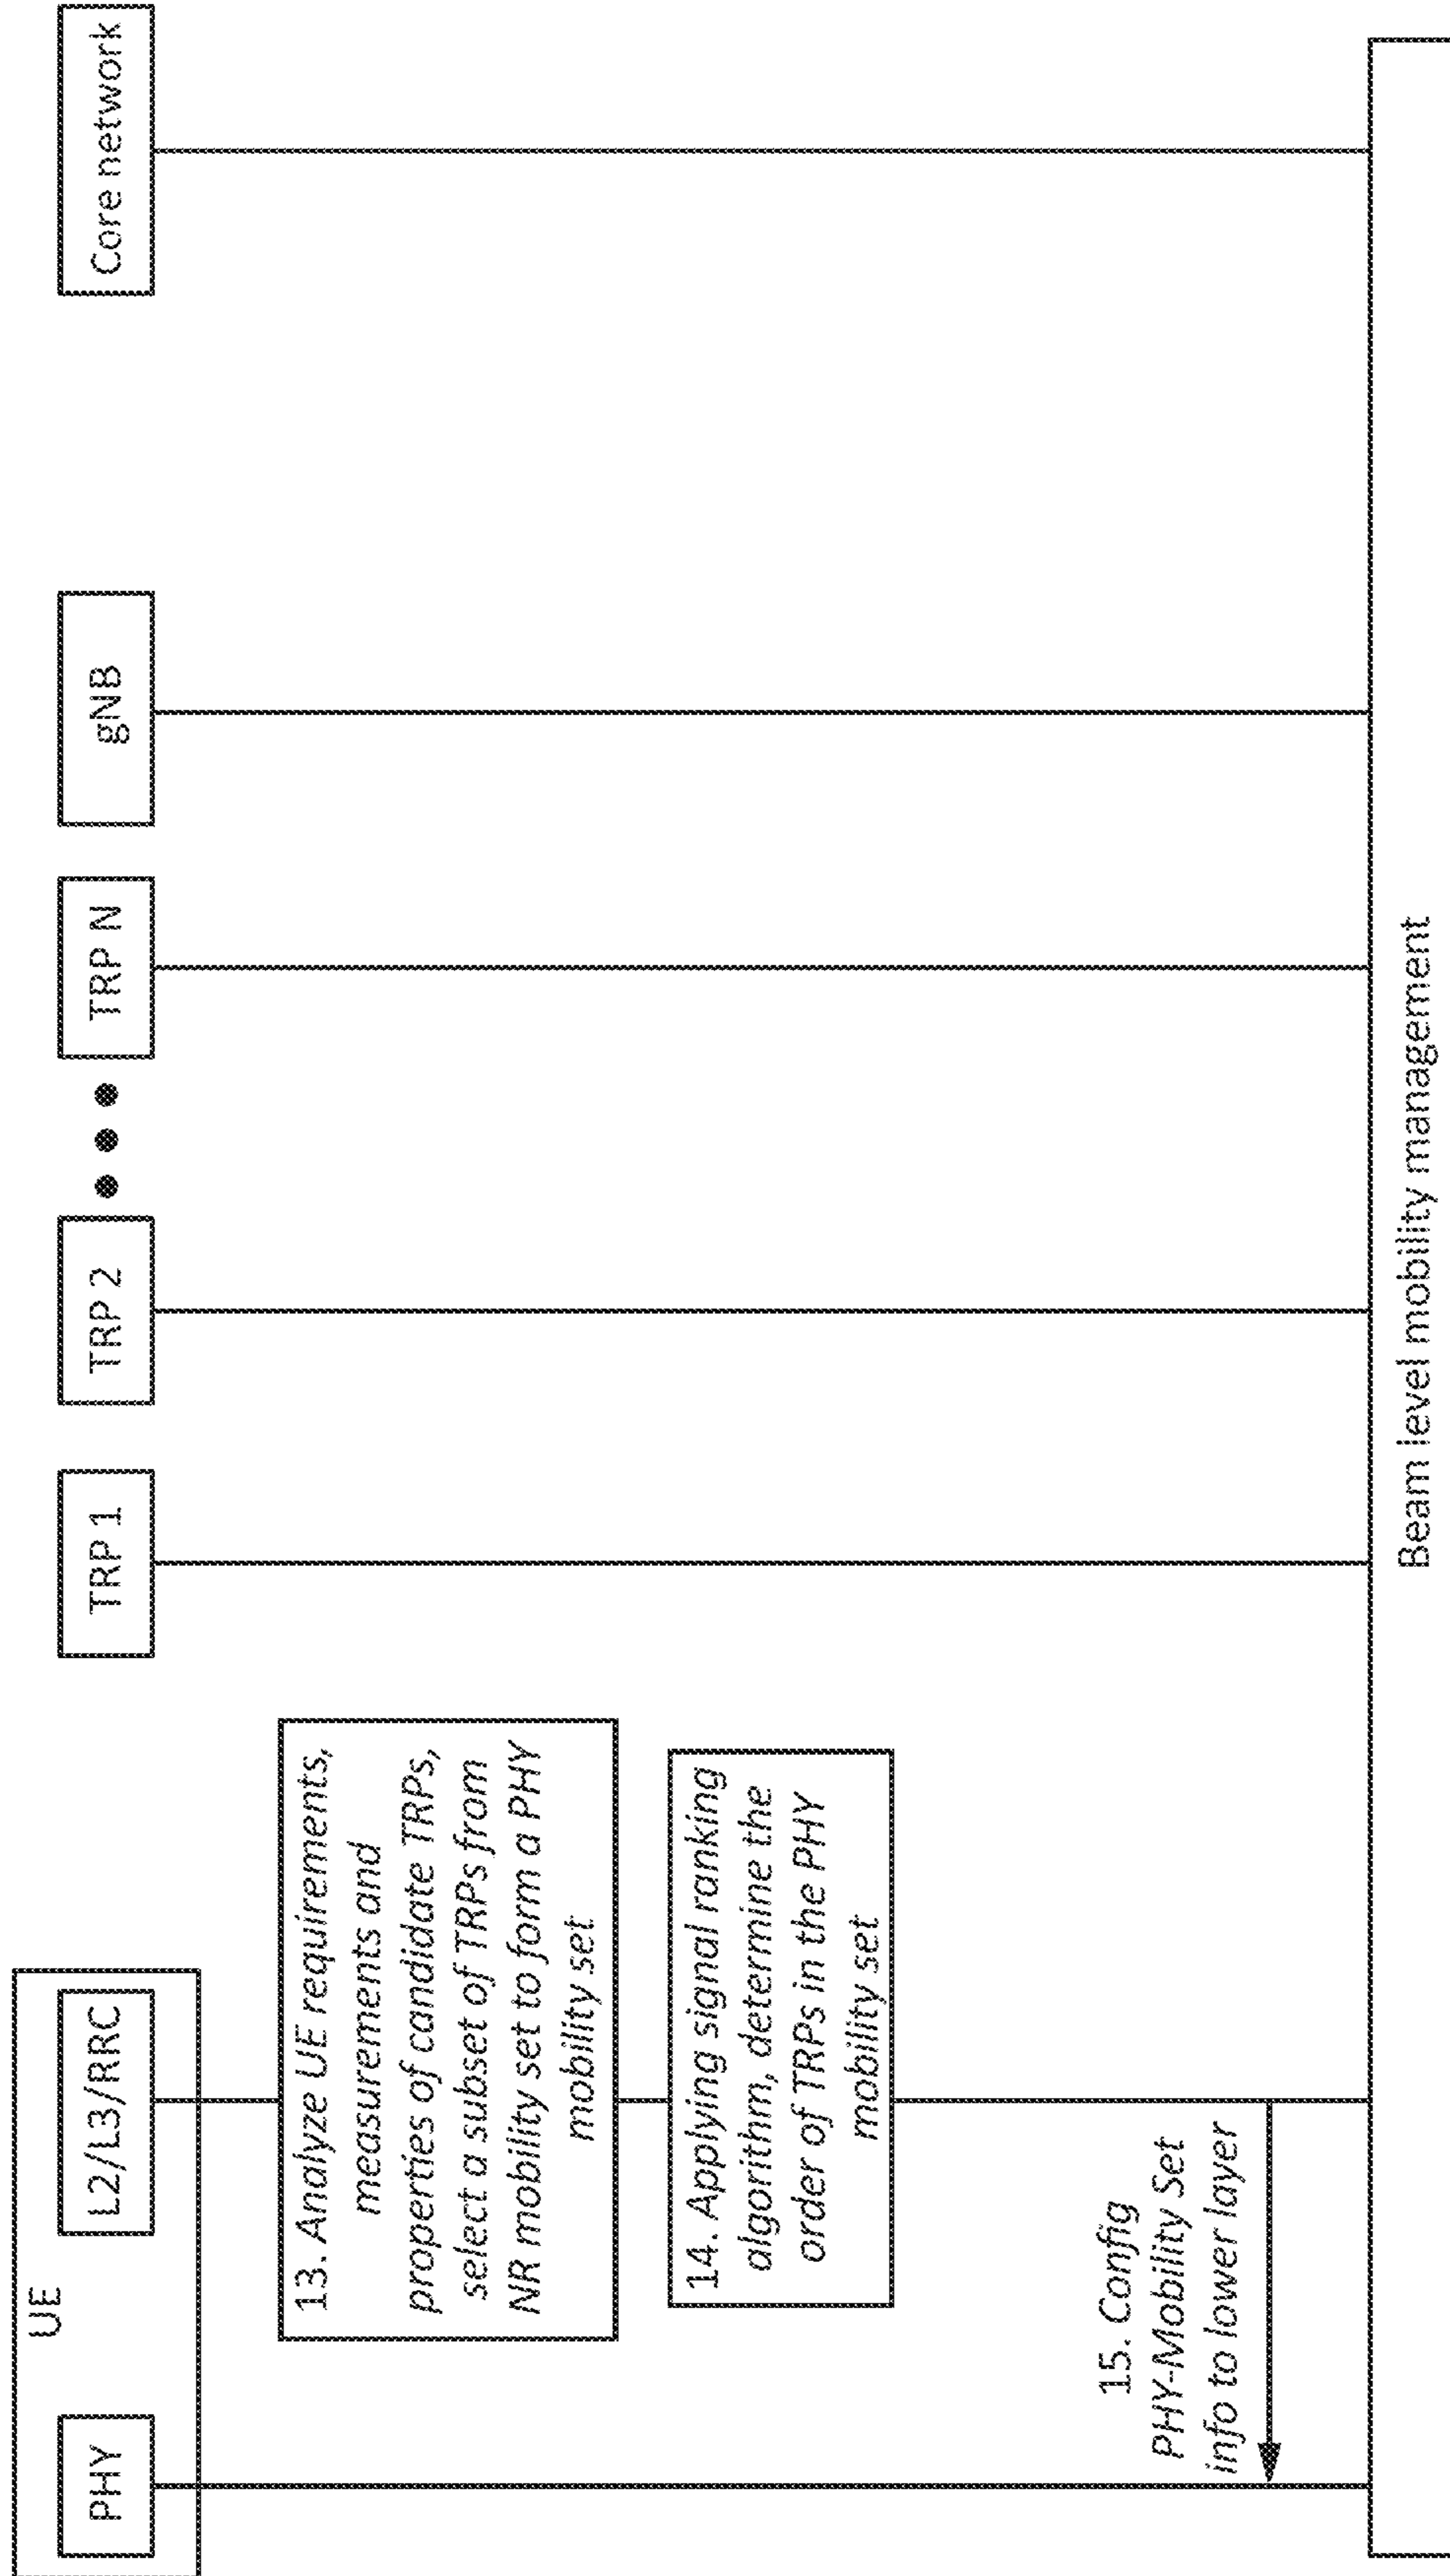 UE
PHY
L2/L3/RRC
TRP 1
TRP 2
TRP N
gNB
Core network
13. Analyze UE requirements,
measurements and
properties of candidate TRPs,
select a subset of TRPs from
NR mobility set to form a PHY
mobility set
14. Applying signal ranking
algorithm, determine the
order of TRPs in the PHY
mobility set
15. Config
PHY-Mobility Set
info to lower layer
Beam level mobility management